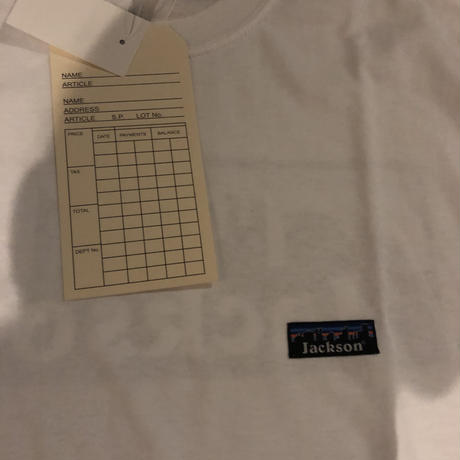 NAME
ARTICLE
NAME
ADDRESS
ARTICLE S.P. LOT No.
PRICE DATE PAYMENTS BALANCE
TAX
TOTAL
DEPT No.
Jackson